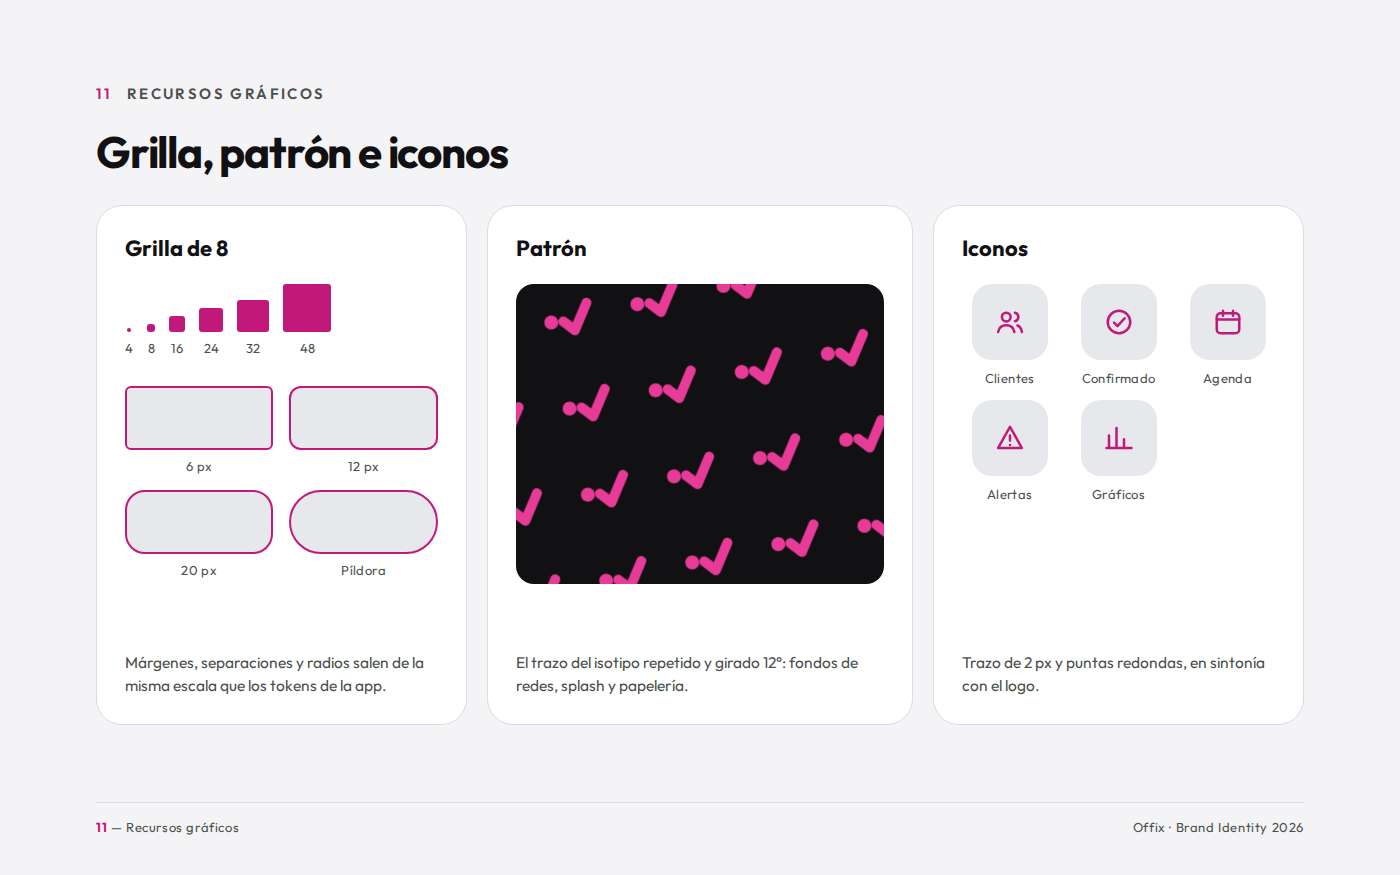 11 RECURSOS GRÁFICOS
Grilla, patrón e iconos
Grilla de 8
4 8 16 24 32 48
6 px 12 px
20 px Píldora
Márgenes, separaciones y radios salen de la
misma escala que los tokens de la app.
Patrón
El trazo del isotipo repetido y girado 12°: fondos de
redes, splash y papelería.
Iconos
Clientes Confirmado Agenda
Alertas Gráficos
Trazo de 2 px y puntas redondas, en sintonía
con el logo.
11 — Recursos gráficos
Offix · Brand Identity 2026